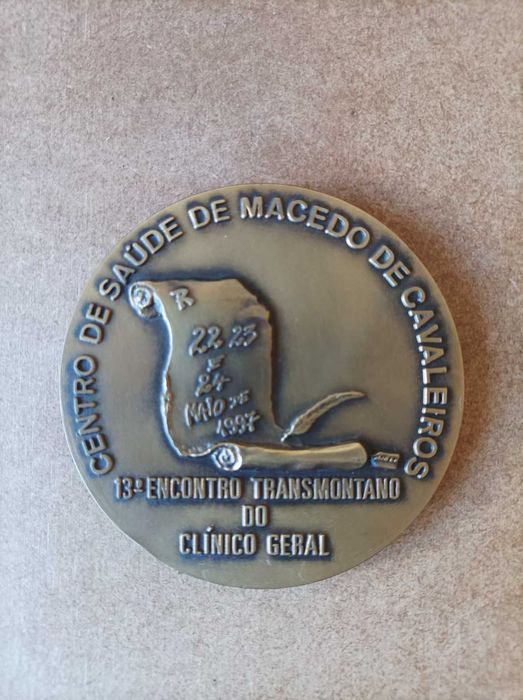 CENTRO DE SAÚDE DE MACEDO DE CAVALEIROS
R
22 23
E
24
MAIO DE
1997
13º ENCONTRO TRANSMONTANO
DO
CLÍNICO GERAL